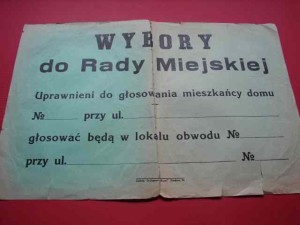 WYBORY
do Rady Miejskiej
Uprawnieni do głosowania mieszkańcy domu
№ przy ul.
głosować będą w lokalu obwodu №
przy ul. №